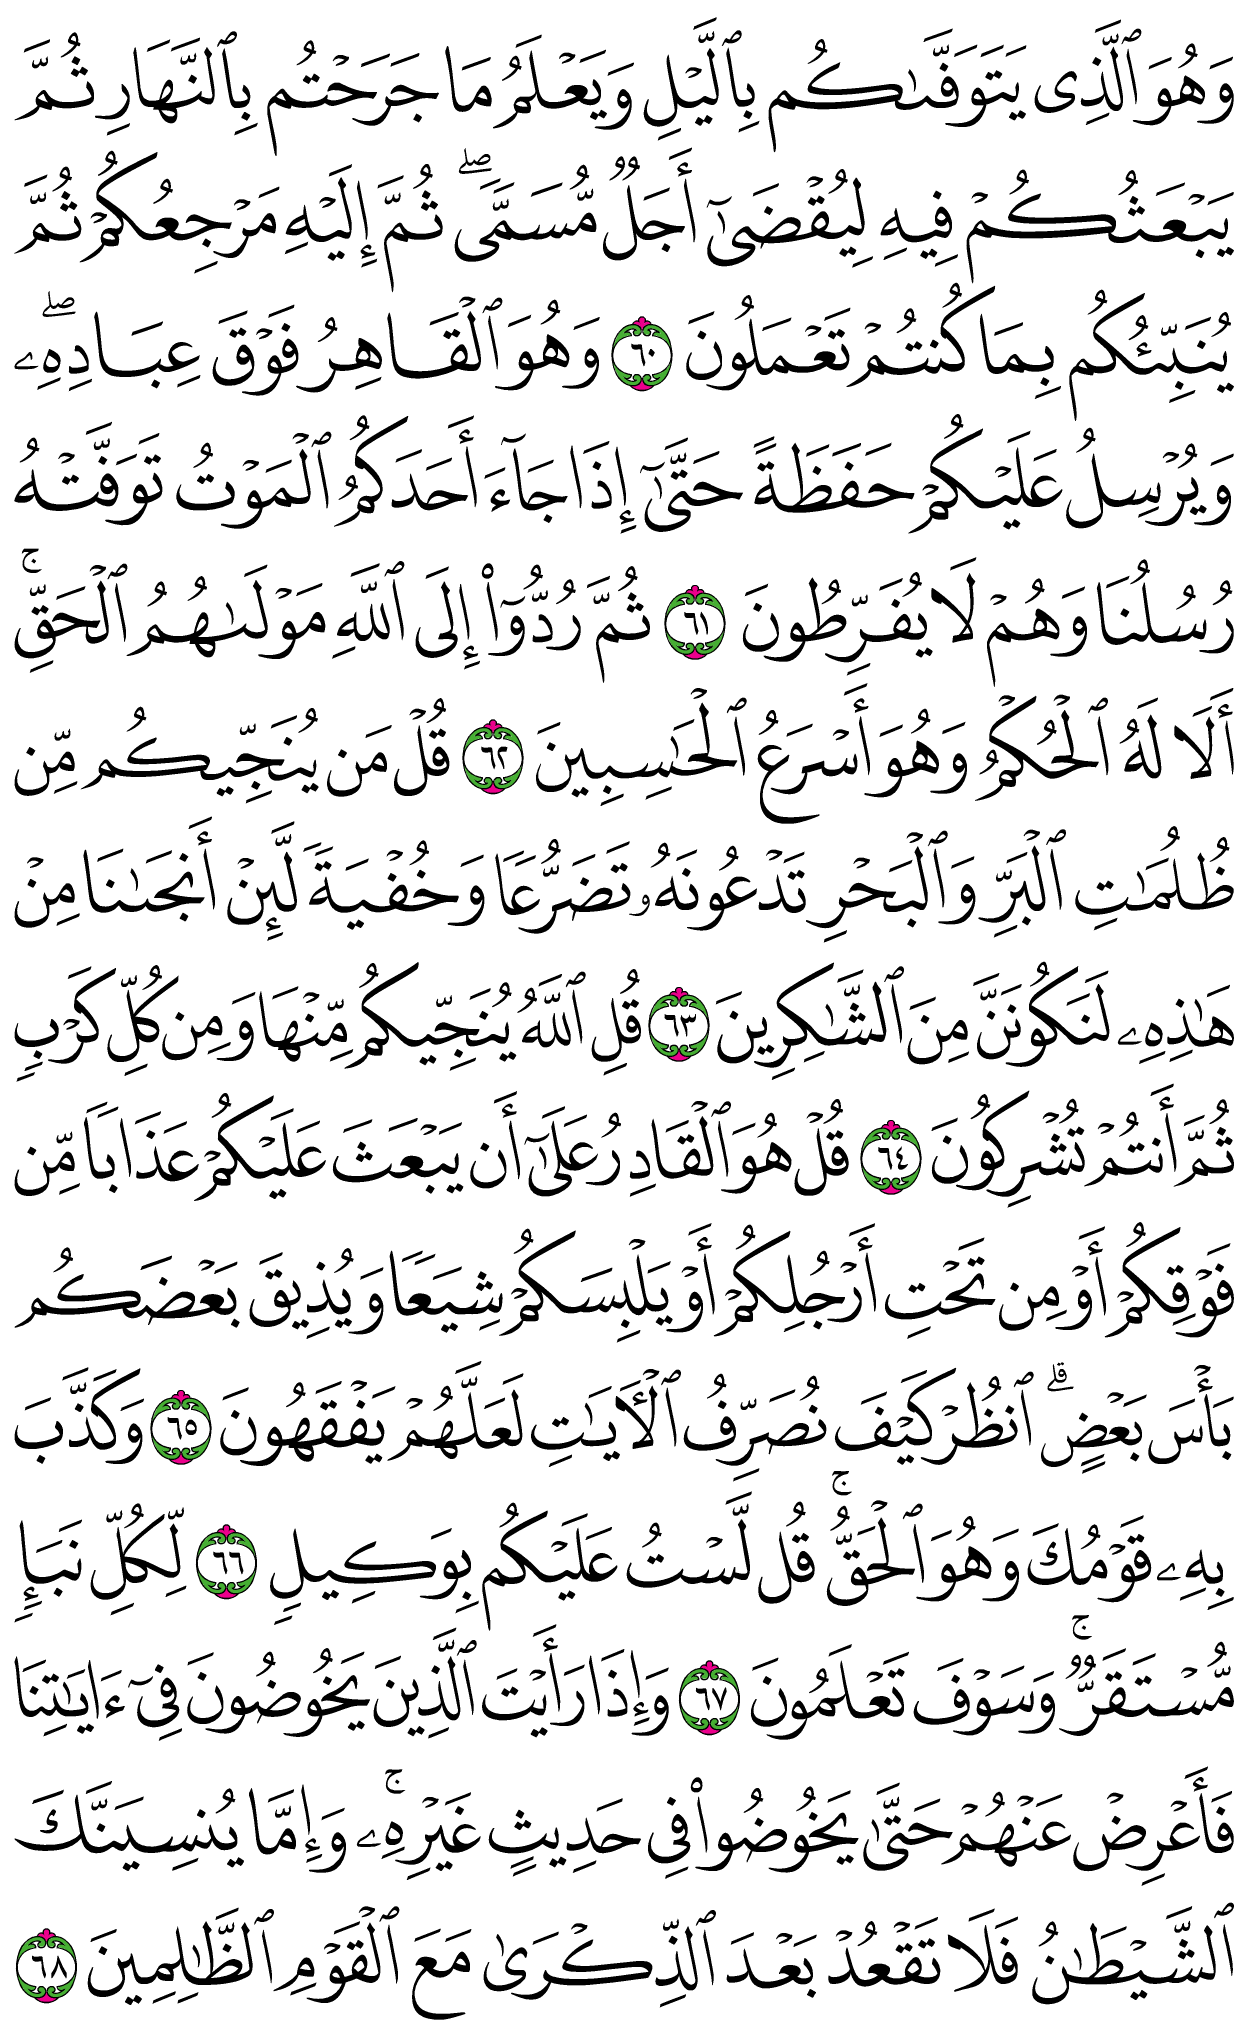 وَهُوَ ٱلَّذِى يَتَوَفَّىٰكُم بِٱلَّيْلِ وَيَعْلَمُ مَا جَرَحْتُم بِٱلنَّهَارِ ثُمَّ
يَبْعَثُكُمْ فِيهِ لِيُقْضَىٰٓ أَجَلٌ مُّسَمًّى ۖ ثُمَّ إِلَيْهِ مَرْجِعُكُمْ ثُمَّ
يُنَبِّئُكُم بِمَا كُنتُمْ تَعْمَلُونَ ٦٠ وَهُوَ ٱلْقَاهِرُ فَوْقَ عِبَادِهِۦ ۖ
وَيُرْسِلُ عَلَيْكُمْ حَفَظَةً حَتَّىٰٓ إِذَا جَآءَ أَحَدَكُمُ ٱلْمَوْتُ تَوَفَّتْهُ
رُسُلُنَا وَهُمْ لَا يُفَرِّطُونَ ٦١ ثُمَّ رُدُّوٓا۟ إِلَى ٱللَّهِ مَوْلَىٰهُمُ ٱلْحَقِّ ۚ
أَلَا لَهُ ٱلْحُكْمُ وَهُوَ أَسْرَعُ ٱلْحَـٰسِبِينَ ٦٢ قُلْ مَن يُنَجِّيكُم مِّن
ظُلُمَـٰتِ ٱلْبَرِّ وَٱلْبَحْرِ تَدْعُونَهُۥ تَضَرُّعًا وَخُفْيَةً لَّئِنْ أَنجَىٰنَا مِنْ
هَـٰذِهِۦ لَنَكُونَنَّ مِنَ ٱلشَّـٰكِرِينَ ٦٣ قُلِ ٱللَّهُ يُنَجِّيكُم مِّنْهَا وَمِن كُلِّ كَرْبٍ
ثُمَّ أَنتُمْ تُشْرِكُونَ ٦٤ قُلْ هُوَ ٱلْقَادِرُ عَلَىٰٓ أَن يَبْعَثَ عَلَيْكُمْ عَذَابًا مِّن
فَوْقِكُمْ أَوْ مِن تَحْتِ أَرْجُلِكُمْ أَوْ يَلْبِسَكُمْ شِيَعًا وَيُذِيقَ بَعْضَكُم
بَأْسَ بَعْضٍ ۗ ٱنظُرْ كَيْفَ نُصَرِّفُ ٱلْـَٔايَـٰتِ لَعَلَّهُمْ يَفْقَهُونَ ٦٥ وَكَذَّبَ
بِهِۦ قَوْمُكَ وَهُوَ ٱلْحَقُّ ۚ قُل لَّسْتُ عَلَيْكُم بِوَكِيلٍ ٦٦ لِّكُلِّ نَبَإٍ
مُّسْتَقَرٌّ ۚ وَسَوْفَ تَعْلَمُونَ ٦٧ وَإِذَا رَأَيْتَ ٱلَّذِينَ يَخُوضُونَ فِىٓ ءَايَـٰتِنَا
فَأَعْرِضْ عَنْهُمْ حَتَّىٰ يَخُوضُوا۟ فِى حَدِيثٍ غَيْرِهِۦ ۚ وَإِمَّا يُنسِيَنَّكَ
ٱلشَّيْطَـٰنُ فَلَا تَقْعُدْ بَعْدَ ٱلذِّكْرَىٰ مَعَ ٱلْقَوْمِ ٱلظَّـٰلِمِينَ ٦٨